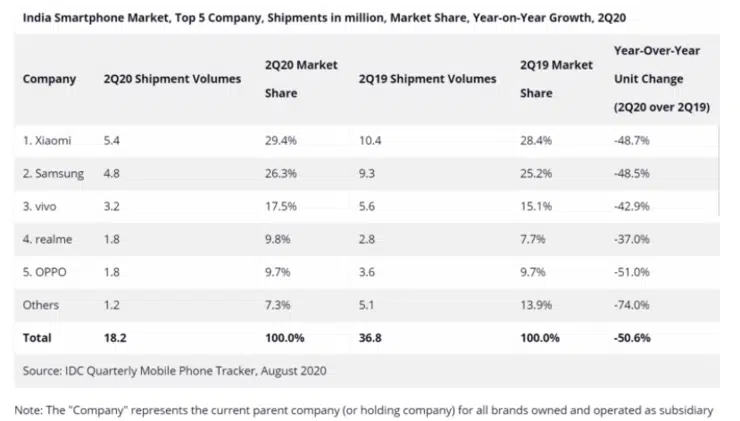 India Smartphone Market, Top 5 Company, Shipments in million, Market Share, Year-on-Year Growth, 2Q20
Company 2Q20 Shipment Volumes 2Q20 Market Share 2Q19 Shipment Volumes 2Q19 Market Share Year-Over-Year Unit Change (2Q20 over 2Q19)
1. Xiaomi 5.4 29.4% 10.4 28.4% -48.7%
2. Samsung 4.8 26.3% 9.3 25.2% -48.5%
3. vivo 3.2 17.5% 5.6 15.1% -42.9%
4. realme 1.8 9.8% 2.8 7.7% -37.0%
5. OPPO 1.8 9.7% 3.6 9.7% -51.0%
Others 1.2 7.3% 5.1 13.9% -74.0%
Total 18.2 100.0% 36.8 100.0% -50.6%
Source: IDC Quarterly Mobile Phone Tracker, August 2020
Note: The "Company" represents the current parent company (or holding company) for all brands owned and operated as subsidiary